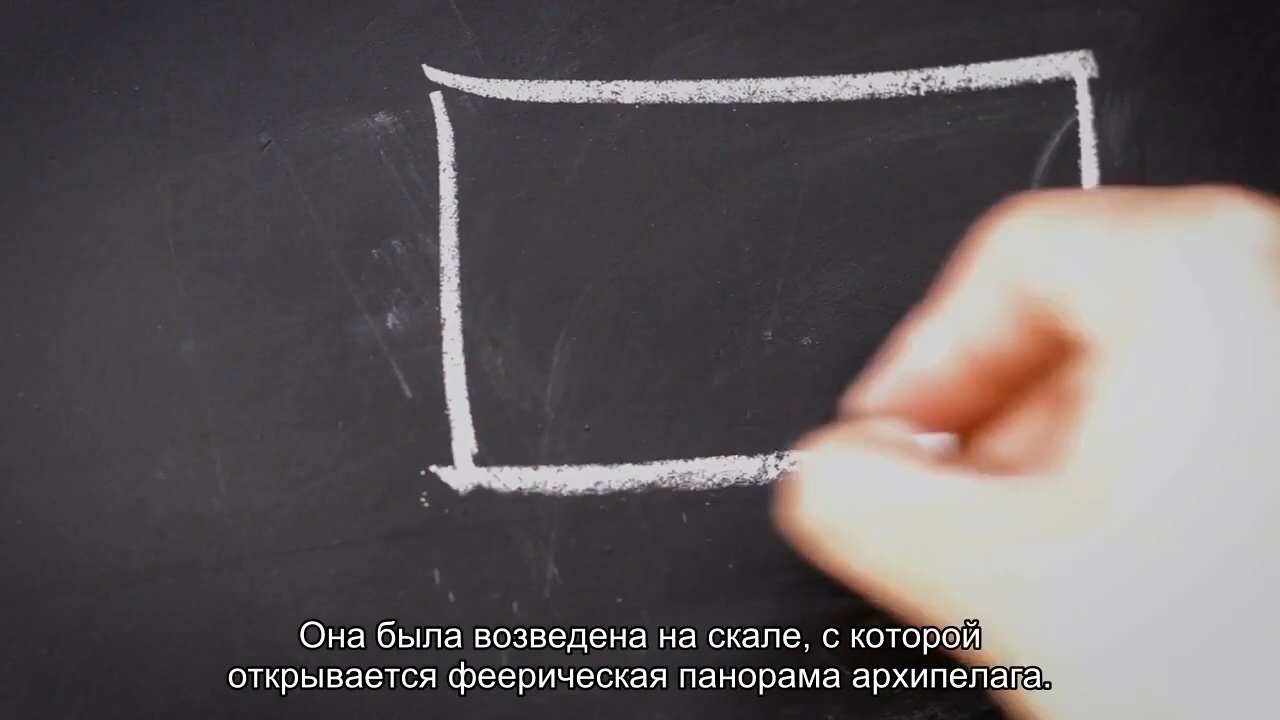 Она была возведена на скале, с которой
открывается феерическая панорама архипелага.